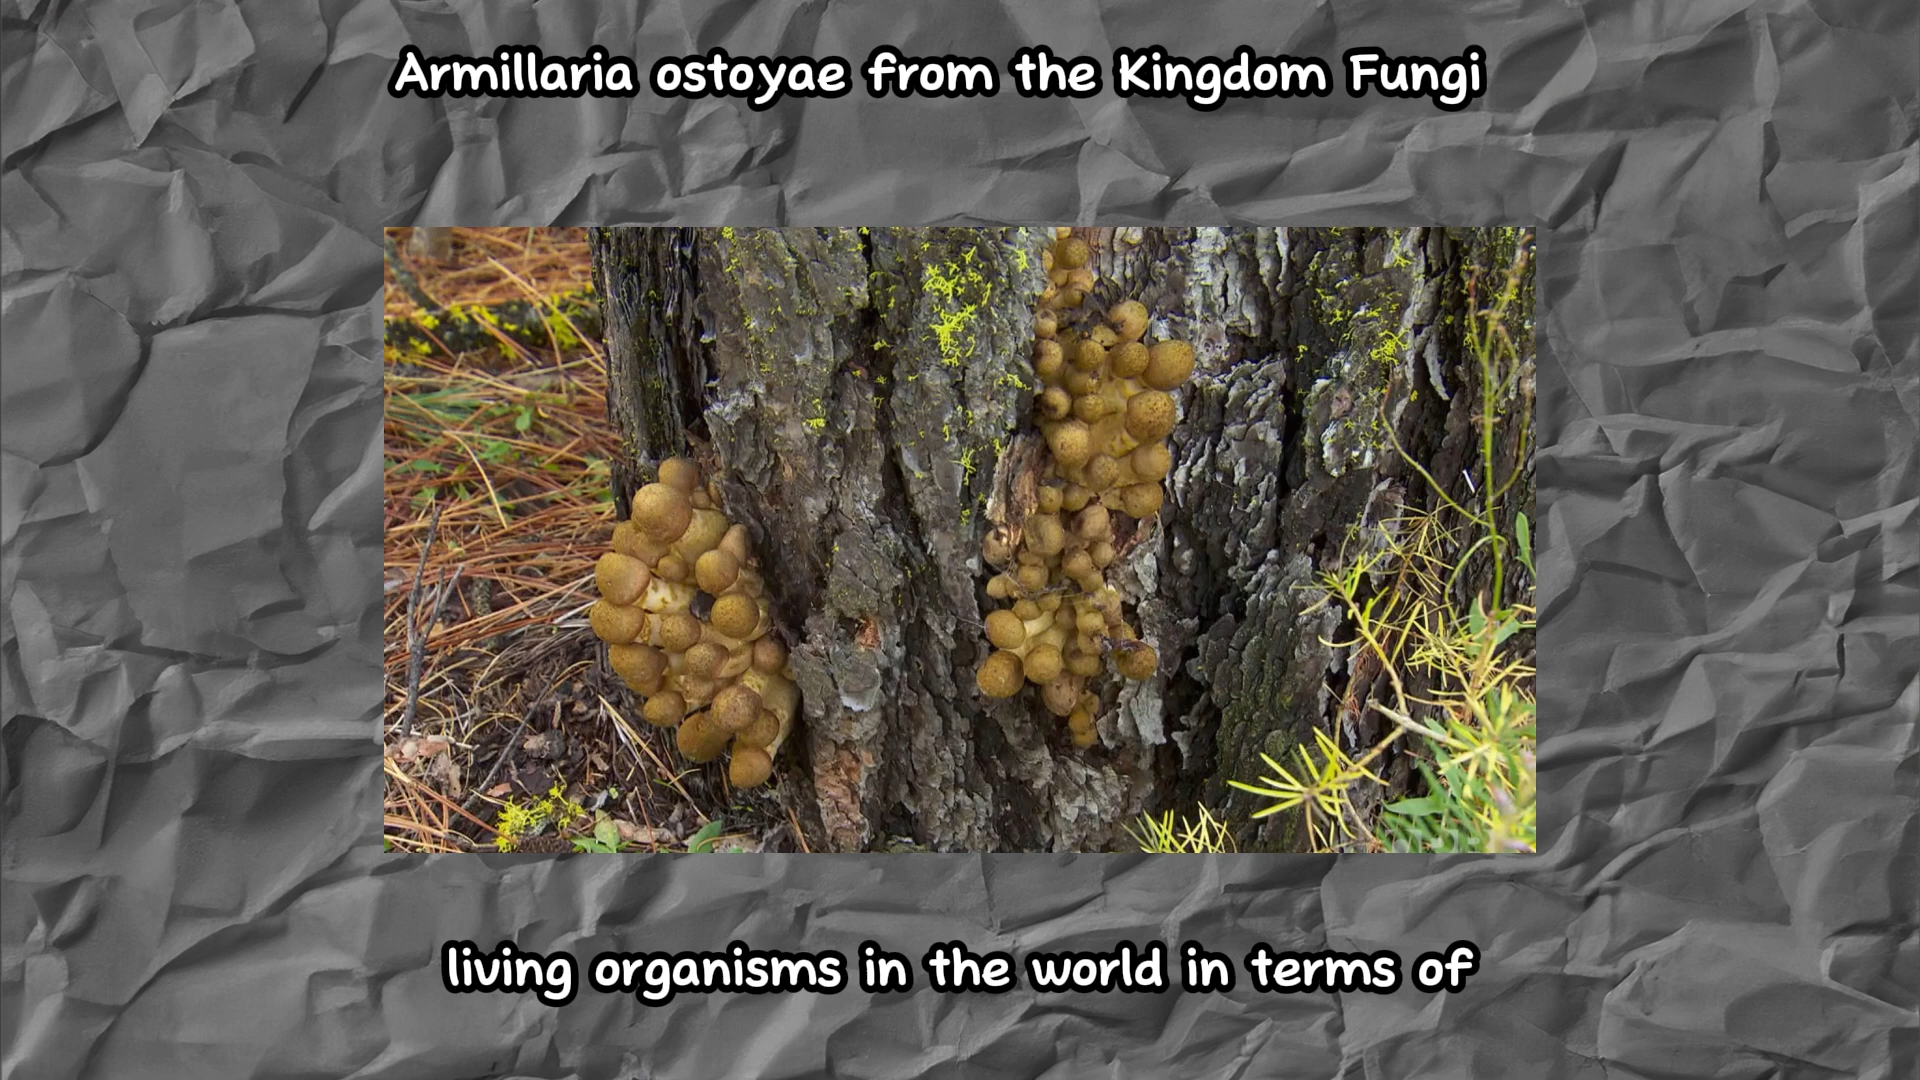 Armillaria ostoyae from the Kingdom Fungi
living organisms in the world in terms of